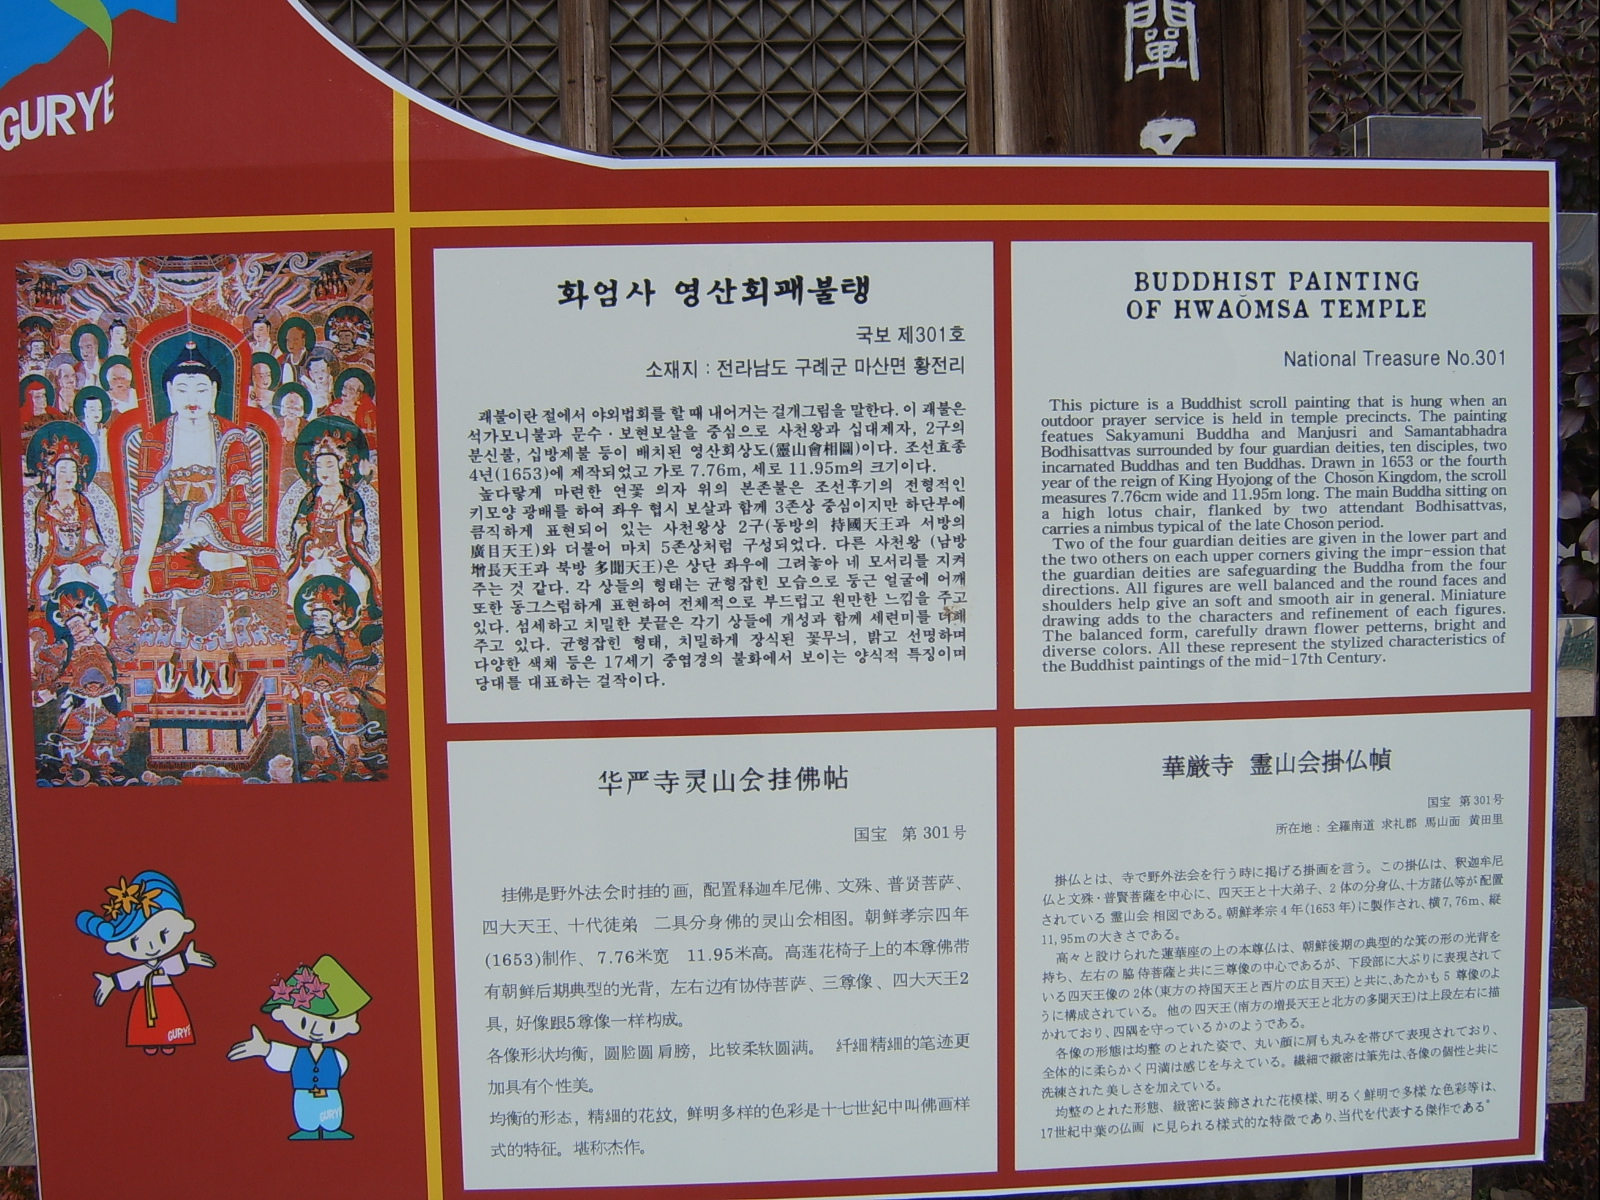 闡
GURYE
화엄사 영산회괘불탱
국보 제301호
소재지 : 전라남도 구례군 마산면 황전리
괘불이란 절에서 야외법회를 할 때 내어거는 걸개그림을 말한다. 이 괘불은
석가모니불과 문수·보현보살을 중심으로 사천왕과 십대제자, 2구의
분신불, 십방제불 등이 배치된 영산회상도(靈山會相圖)이다. 조선효종
4년(1653)에 제작되었고 가로 7.76m, 세로 11.95m의 크기이다.
높다랗게 마련한 연꽃 의자 위의 본존불은 조선후기의 전형적인
키모양 광배를 하여 좌우 협시 보살과 함께 3존상 중심이지만 하단부에
큼직하게 표현되어 있는 사천왕상 2구(동방의 持國天王과 서방의
廣目天王)와 더불어 마치 5존상처럼 구성되었다. 다른 사천왕 (남방
增長天王과 북방 多聞天王)은 상단 좌우에 그려놓아 네 모서리를 지켜
주는 것 같다. 각 상들의 형태는 균형잡힌 모습으로 둥근 얼굴에 어깨
또한 동그스럼하게 표현하여 전체적으로 부드럽고 원만한 느낌을 주고
있다. 섬세하고 치밀한 붓끝은 각기 상들에 개성과 함께 세련미를 더해
주고 있다. 균형잡힌 형태, 치밀하게 장식된 꽃무늬, 밝고 선명하며
다양한 색채 등은 17세기 중엽경의 불화에서 보이는 양식적 특징이며
당대를 대표하는 걸작이다.
BUDDHIST PAINTING
OF HWAŎMSA TEMPLE
National Treasure No.301
This picture is a Buddhist scroll painting that is hung when an
outdoor prayer service is held in temple precincts. The painting
featues Sakyamuni Buddha and Manjusri and Samantabhadra
Bodhisattvas surrounded by four guardian deities, ten disciples, two
incarnated Buddhas and ten Buddhas. Drawn in 1653 or the fourth
year of the reign of King Hyojong of the Chosŏn Kingdom, the scroll
measures 7.76cm wide and 11.95m long. The main Buddha sitting on
a high lotus chair, flanked by two attendant Bodhisattvas,
carries a nimbus typical of the late Chosŏn period.
Two of the four guardian deities are given in the lower part and
the two others on each upper corners giving the impr-ession that
the guardian deities are safeguarding the Buddha from the four
directions. All figures are well balanced and the round faces and
shoulders help give an soft and smooth air in general. Miniature
drawing adds to the characters and refinement of each figures.
The balanced form, carefully drawn flower petterns, bright and
diverse colors. All these represent the stylized characteristics of
the Buddhist paintings of the mid-17th Century.
华严寺灵山会挂佛帖
国宝 第 301号
挂佛是野外法会时挂的画，配置释迦牟尼佛、文殊、普贤菩萨、
四大天王、十代徒弟 二具分身佛的灵山会相图。朝鲜孝宗四年
(1653)制作、7.76米宽 11.95米高。高莲花椅子上的本尊佛带
有朝鲜后期典型的光背，左右边有协侍菩萨、三尊像、四大天王2
具，好像跟5尊像一样构成。
各像形状均衡，圆脸圆肩膀，比较柔软圆满。 纤细精细的笔迹更
加具有个性美。
均衡的形态，精细的花纹，鲜明多样的色彩是十七世纪中叫佛画样
式的特征。堪称杰作。
華厳寺 霊山会掛仏幀
国宝 第301号
所在地 : 全羅南道 求礼郡 馬山面 黄田里
掛仏とは、寺で野外法会を行う時に掲げる掛画を言う。この掛仏は、釈迦牟尼
仏と文殊・普賢菩薩を中心に、四天王と十大弟子、2体の分身仏、十方諸仏等が配置
されている 霊山会 相図である。朝鮮孝宗4年(1653年)に製作され、横7,76m、縦
11,95mの大きさである。
高々と設けられた蓮華座の上の本尊仏は、朝鮮後期の典型的な箕の形の光背を
持ち、左右の 脇 侍菩薩と共に三尊像の中心であるが、下段部に大ぶりに表現されて
いる四天王像の2体(東方の持国天王と西片の広目天王)と共に、あたかも5 尊像のよ
うに構成されている。 他の四天王(南方の増長天王と北方の多聞天王)は上段左右に描
かれており、四隅を守っているかのようである。
各像の形態は均整 のとれた姿で、丸い顔に肩も丸みを帯びて表現されており、
全体的に柔らかく円満は感じを与えている。繊細で緻密は筆先は、各像の個性と共に
洗練された美しさを加えている。
均整のとれた形態、緻密に装飾された花模様、明るく鮮明で多様な色彩等は、
17世紀中葉の仏画 に見られる様式的な特徴であり、当代を代表する傑作である。
GURYE
GURYE